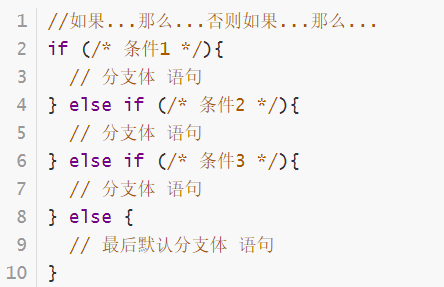 1 //如果...那么...否则如果...那么...
2 if (/* 条件1 */){
3   // 分支体 语句
4 } else if (/* 条件2 */){
5   // 分支体 语句
6 } else if (/* 条件3 */){
7   // 分支体 语句
8 } else {
9   // 最后默认分支体 语句
10 }